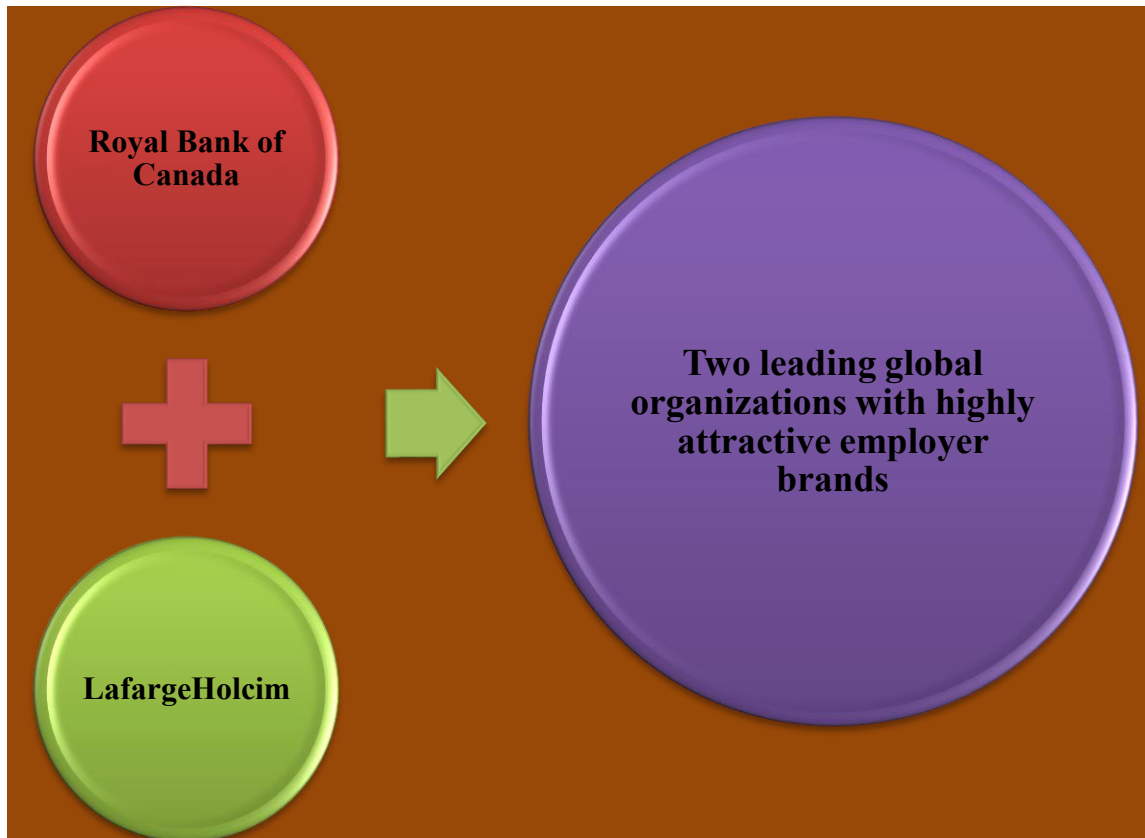 Royal Bank of
Canada
LafargeHolcim
Two leading global
organizations with highly
attractive employer
brands